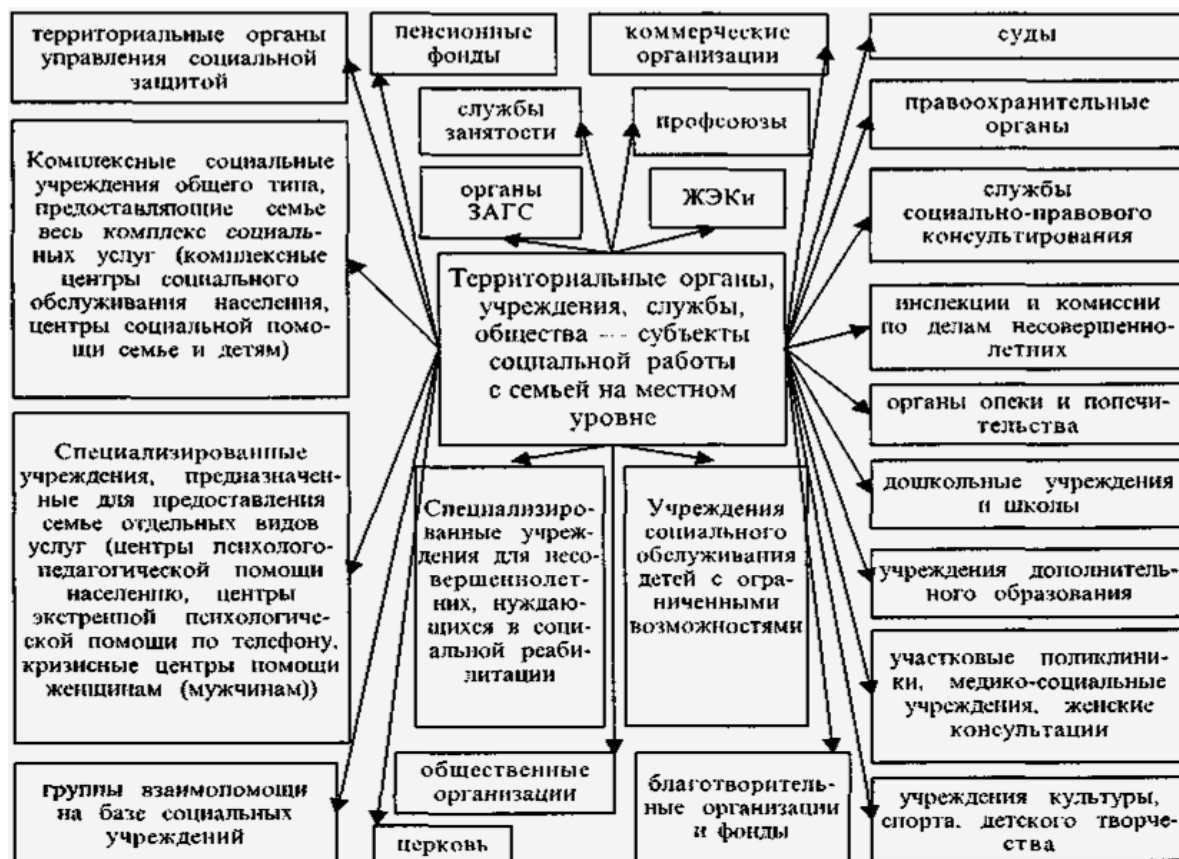 территориальные органы
управления социальной
защитой
пенсионные
фонды
коммерческие
организации
суды
службы
занятости
профсоюзы
правоохранительные
органы
Комплексные социальные
учреждения общего типа,
предоставляющие семье
весь комплекс социаль-
ных услуг (комплексные
центры социального
обслуживания населения,
центры социальной помо-
щи семье и детям)
органы
ЗАГС
ЖЭКи
службы
социально-правового
консультирования
Территориальные органы,
учреждения, службы,
общества — субъекты
социальной работы
с семьей на местном
уровне
инспекции и комиссии
по делам несовершенно-
летних
органы опеки и попечи-
тельства
Специализированные
учреждения, предназначен-
ные для предоставления
семье отдельных видов
услуг (центры психолого-
педагогической помощи
населению, центры
экстренной психологиче-
ской помощи по телефону,
кризисные центры помощи
женщинам (мужчинам))
Специализиро-
ванные учреж-
дения для несо-
вершеннолет-
них, нуждаю-
щихся в соци-
альной реаби-
литации
Учреждения
социального
обслуживания
детей с огра-
ниченными
возможностями
дошкольные учреждения
и школы
учреждения дополнитель-
ного образования
участковые поликлини-
ки, медико-социальные
учреждения, женские
консультации
группы взаимопомощи
на базе социальных
учреждений
церковь
общественные
организации
благотворитель-
ные организации
и фонды
учреждения культуры,
спорта, детского творче-
ства